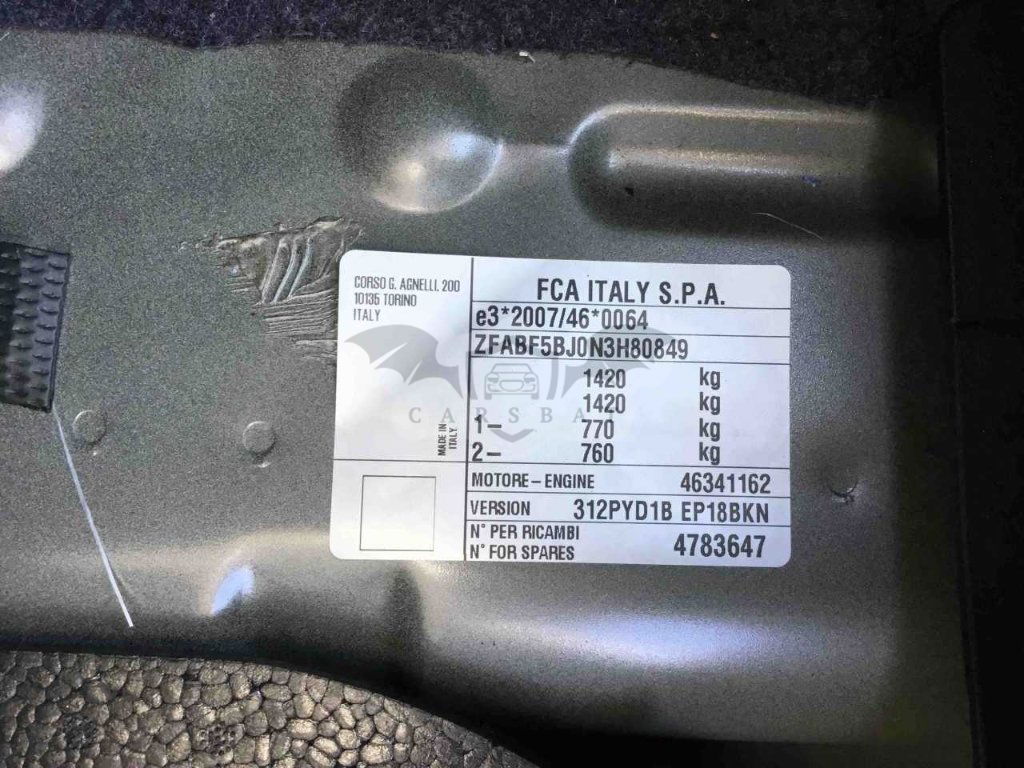 CORSO G. AGNELLI, 200
10135 TORINO
ITALY
FCA ITALY S.P.A.
e3*2007/46*0064
ZFABF5BJ0N3H80849
1420 kg
1420 kg
1- 770 kg
2- 760 kg
MADE IN
ITALY
CARSBA
MOTORE-ENGINE 46341162
VERSION 312PYD1B EP18BKN
N° PER RICAMBI
N° FOR SPARES 4783647